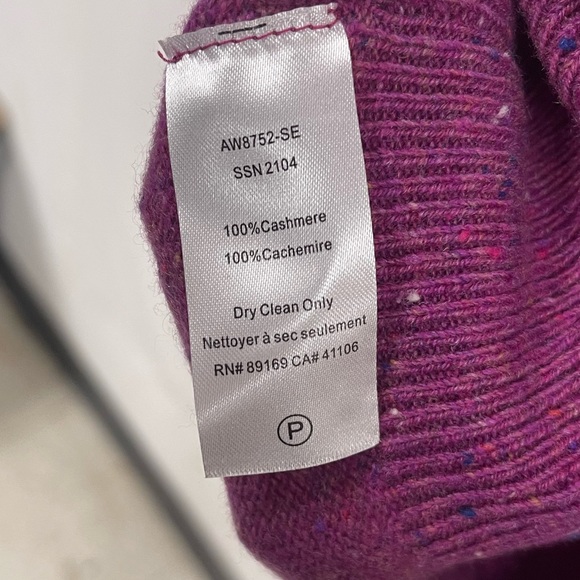 AW8752-SE
SSN 2104
100%Cashmere
100%Cachemire
Dry Clean Only
Nettoyer à sec seulement
RN# 89169 CA# 41106
P